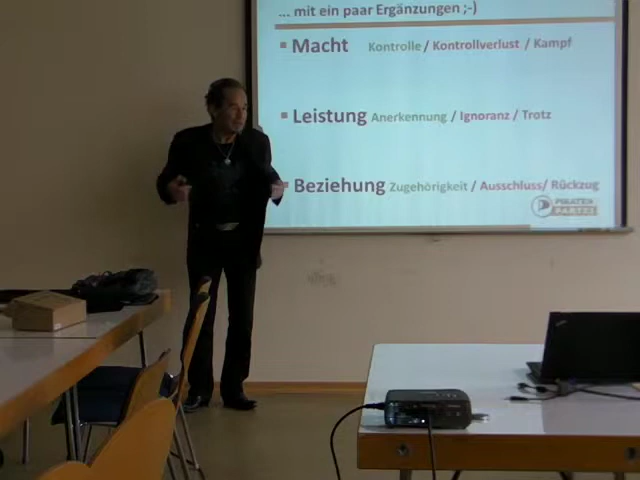 ... mit ein paar Ergänzungen ;-)
▪ Macht Kontrolle / Kontrollverlust / Kampf
▪ Leistung Anerkennung / Ignoranz / Trotz
▪ Beziehung Zugehörigkeit / Ausschluss/ Rückzug
PIRATEN
PARTEI